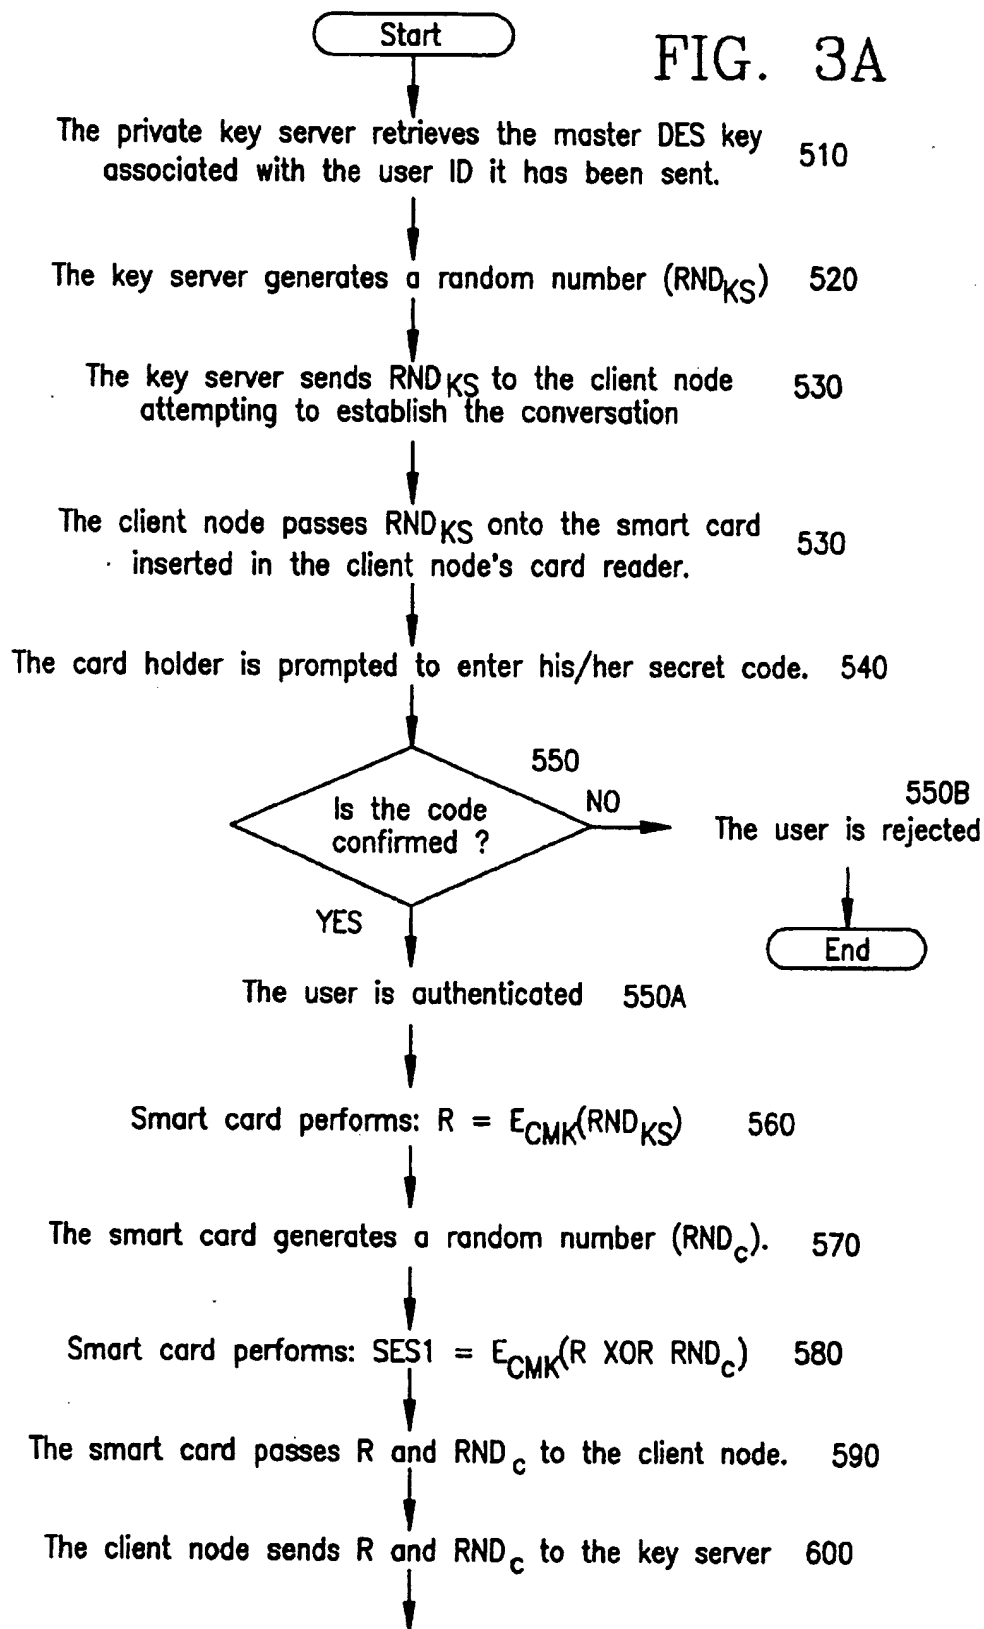 Start
FIG. 3A
The private key server retrieves the master DES key
associated with the user ID it has been sent.
510
The key server generates a random number (RND_KS) 520
The key server sends RND_KS to the client node
attempting to establish the conversation
530
The client node passes RND_KS onto the smart card
inserted in the client node's card reader.
530
The card holder is prompted to enter his/her secret code. 540
550
Is the code
confirmed ?
NO
550B
The user is rejected
YES
End
The user is authenticated 550A
Smart card performs: R = E_CMK(RND_KS) 560
The smart card generates a random number (RND_c). 570
Smart card performs: SES1 = E_CMK(R XOR RND_c) 580
The smart card passes R and RND_c to the client node. 590
The client node sends R and RND_c to the key server 600